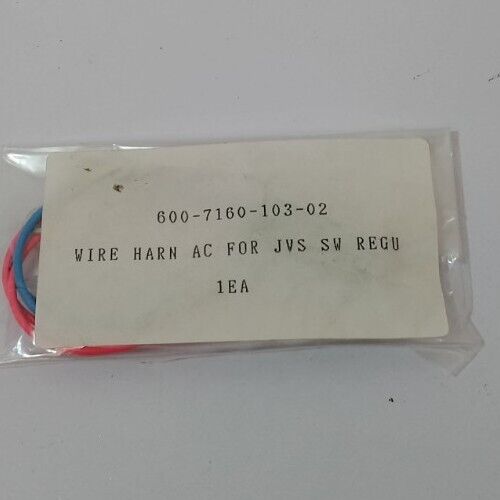 600-7160-103-02
WIRE HARN AC FOR JVS SW REGU
1EA